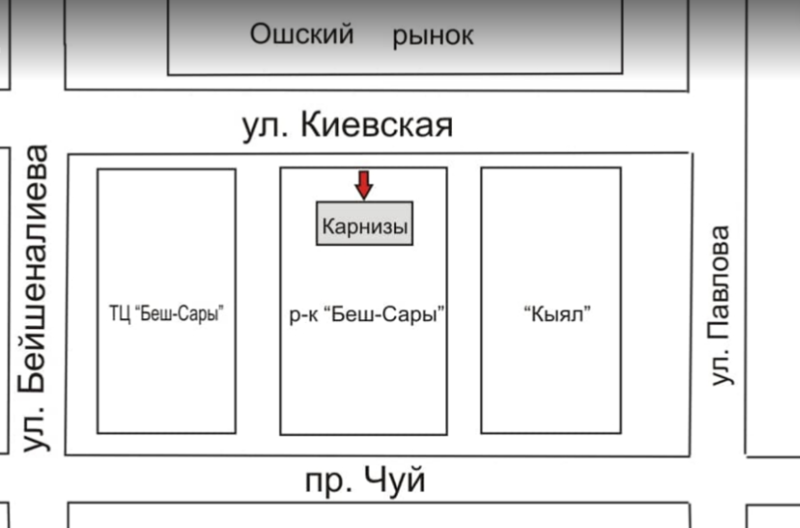 Ошский рынок
ул. Киевская
ул. Бейшеналиева
Карнизы
ТЦ “Беш-Сары”
р-к “Беш-Сары”
“Кыял”
ул. Павлова
пр. Чуй